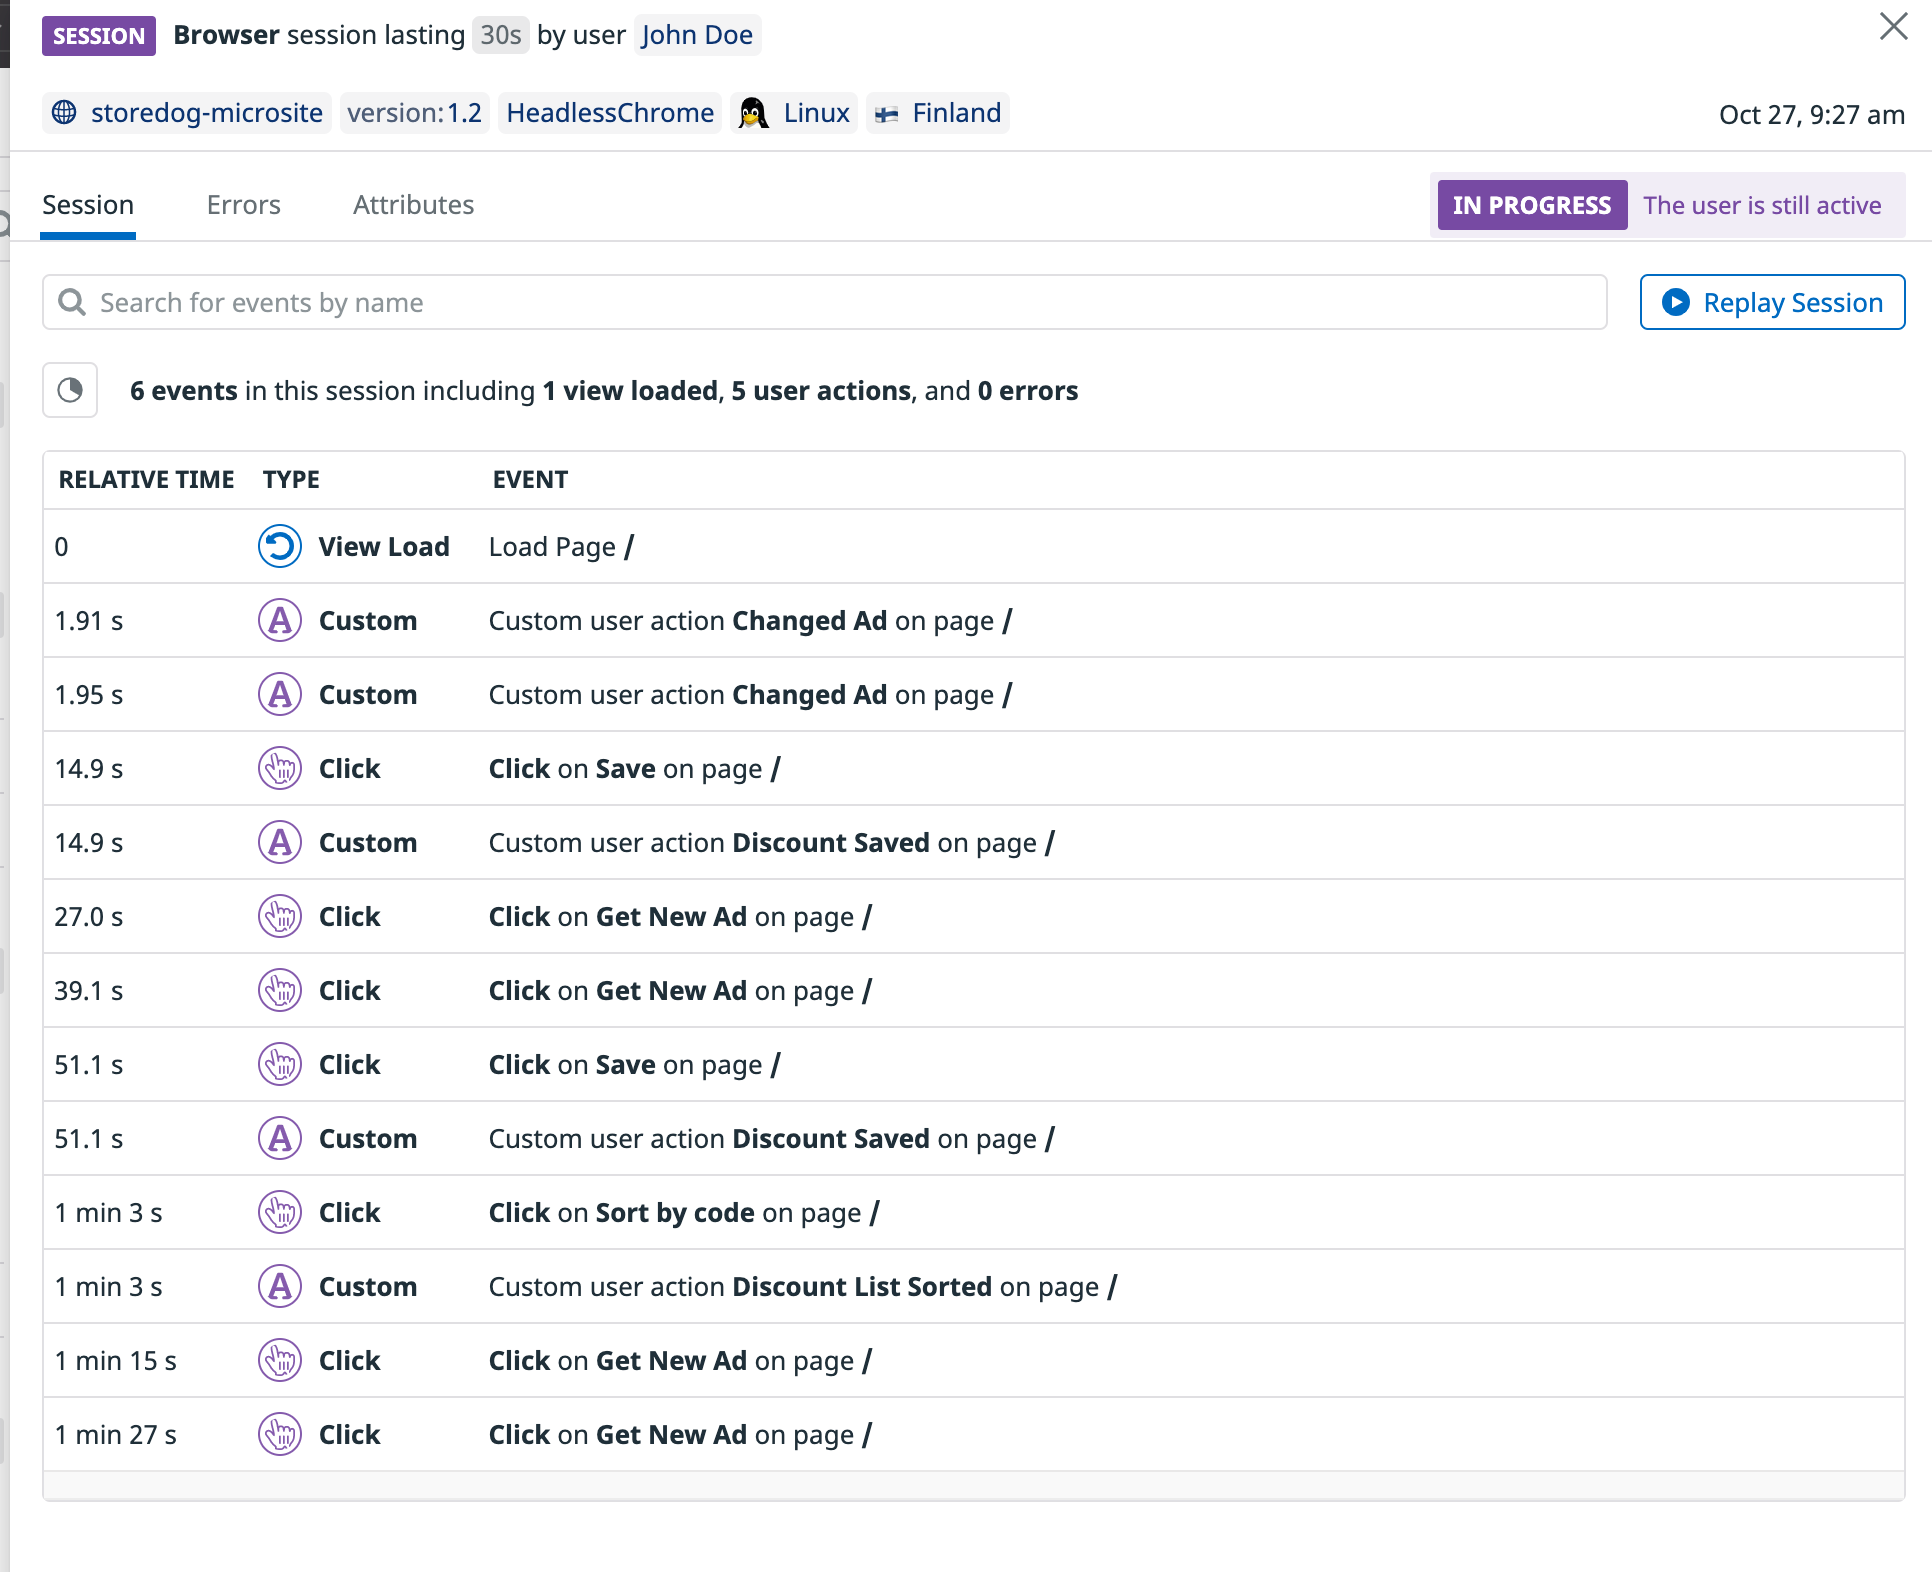 SESSION Browser session lasting 30s by user John Doe
storedog-microsite version:1.2 HeadlessChrome Linux Finland Oct 27, 9:27 am
Session Errors Attributes IN PROGRESS The user is still active
Search for events by name Replay Session
6 events in this session including 1 view loaded, 5 user actions, and 0 errors
RELATIVE TIME TYPE EVENT
0 View Load Load Page /
1.91 s A Custom Custom user action Changed Ad on page /
1.95 s A Custom Custom user action Changed Ad on page /
14.9 s Click Click on Save on page /
14.9 s A Custom Custom user action Discount Saved on page /
27.0 s Click Click on Get New Ad on page /
39.1 s Click Click on Get New Ad on page /
51.1 s Click Click on Save on page /
51.1 s A Custom Custom user action Discount Saved on page /
1 min 3 s Click Click on Sort by code on page /
1 min 3 s A Custom Custom user action Discount List Sorted on page /
1 min 15 s Click Click on Get New Ad on page /
1 min 27 s Click Click on Get New Ad on page /